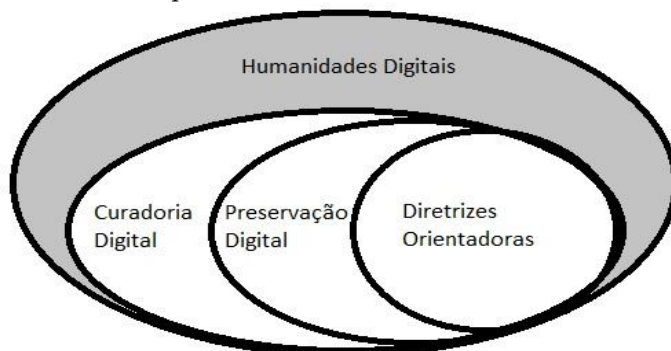 Humanidades Digitais
Curadoria
Digital
Preservação
Digital
Diretrizes
Orientadoras